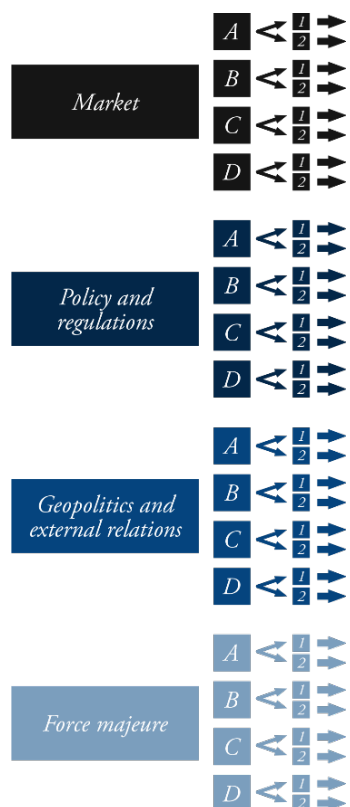 A 1
2
B 1
2
Market
C 1
2
D 1
2
A 1
2
B 1
2
Policy and
regulations
C 1
2
D 1
2
A 1
2
B 1
2
Geopolitics and
external relations
C 1
2
D 1
2
A 1
2
B 1
2
Force majeure
C 1
2
D 1
2